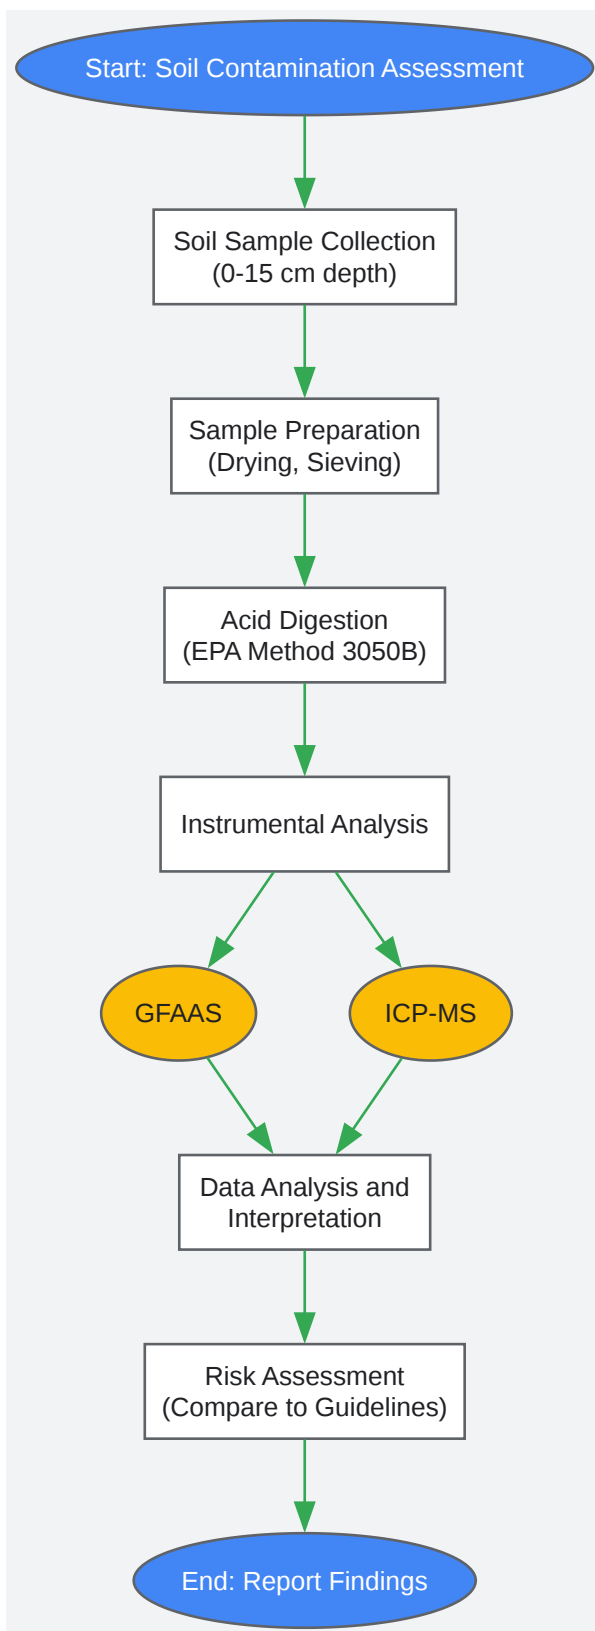 Start: Soil Contamination Assessment
Soil Sample Collection
(0-15 cm depth)
Sample Preparation
(Drying, Sieving)
Acid Digestion
(EPA Method 3050B)
Instrumental Analysis
GFAAS
ICP-MS
Data Analysis and
Interpretation
Risk Assessment
(Compare to Guidelines)
End: Report Findings